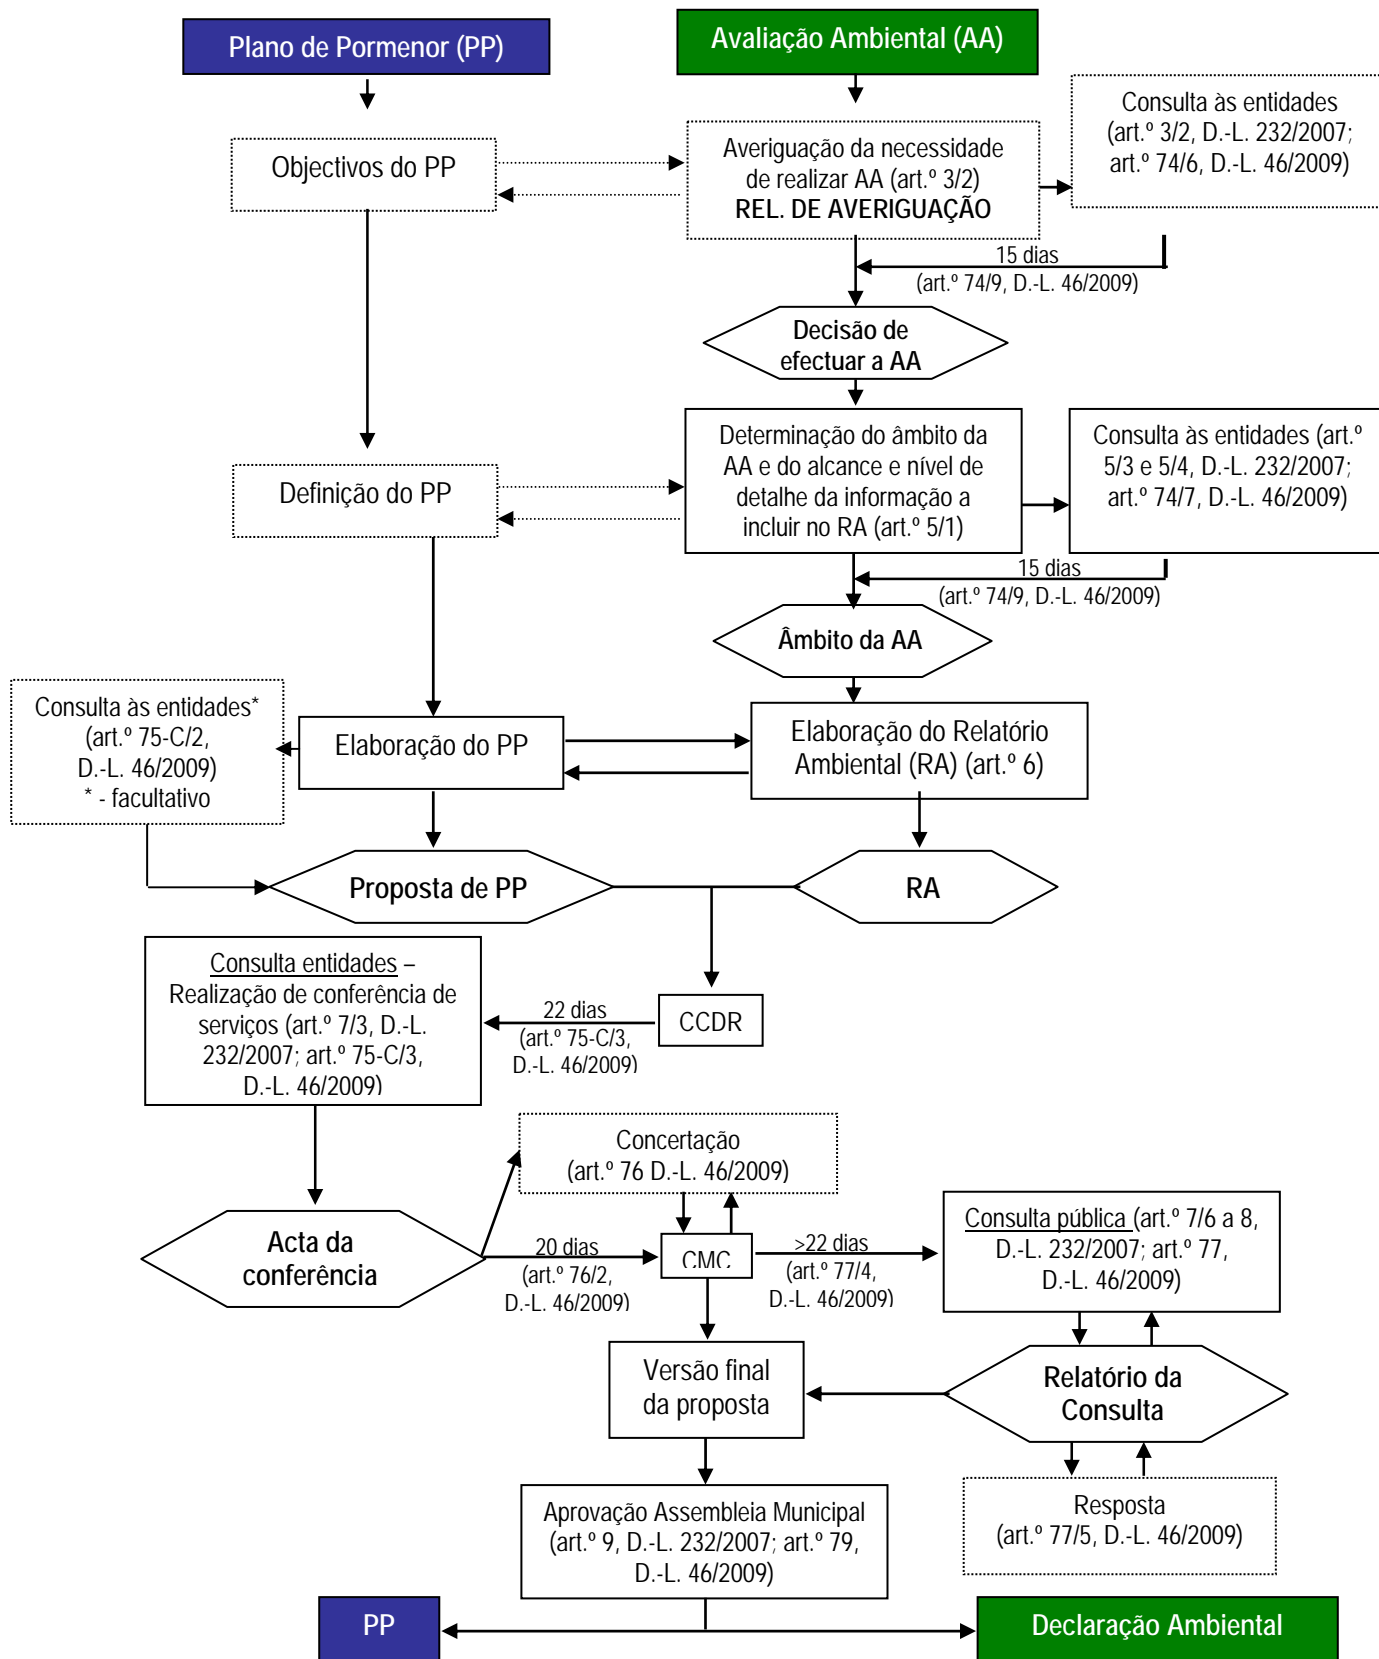 Plano de Pormenor (PP)
Avaliação Ambiental (AA)
Consulta às entidades
(art.º 3/2, D.-L. 232/2007;
art.º 74/6, D.-L. 46/2009)
Objectivos do PP
Averiguação da necessidade
de realizar AA (art.º 3/2)
REL. DE AVERIGUAÇÃO
15 dias
(art.º 74/9, D.-L. 46/2009)
Decisão de
efectuar a AA
Definição do PP
Determinação do âmbito da
AA e do alcance e nível de
detalhe da informação a
incluir no RA (art.º 5/1)
Consulta às entidades (art.º
5/3 e 5/4, D.-L. 232/2007;
art.º 74/7, D.-L. 46/2009)
15 dias
(art.º 74/9, D.-L. 46/2009)
Âmbito da AA
Consulta às entidades*
(art.º 75-C/2,
D.-L. 46/2009)
* - facultativo
Elaboração do PP
Elaboração do Relatório
Ambiental (RA) (art.º 6)
Proposta de PP
RA
Consulta entidades –
Realização de conferência de
serviços (art.º 7/3, D.-L.
232/2007; art.º 75-C/3,
D.-L. 46/2009)
22 dias
(art.º 75-C/3,
D.-L. 46/2009)
CCDR
Concertação
(art.º 76 D.-L. 46/2009)
Acta da
conferência
20 dias
(art.º 76/2,
D.-L. 46/2009)
CMC
>22 dias
(art.º 77/4,
D.-L. 46/2009)
Consulta pública (art.º 7/6 a 8,
D.-L. 232/2007; art.º 77,
D.-L. 46/2009)
Versão final
da proposta
Relatório da
Consulta
Aprovação Assembleia Municipal
(art.º 9, D.-L. 232/2007; art.º 79,
D.-L. 46/2009)
Resposta
(art.º 77/5, D.-L. 46/2009)
PP
Declaração Ambiental